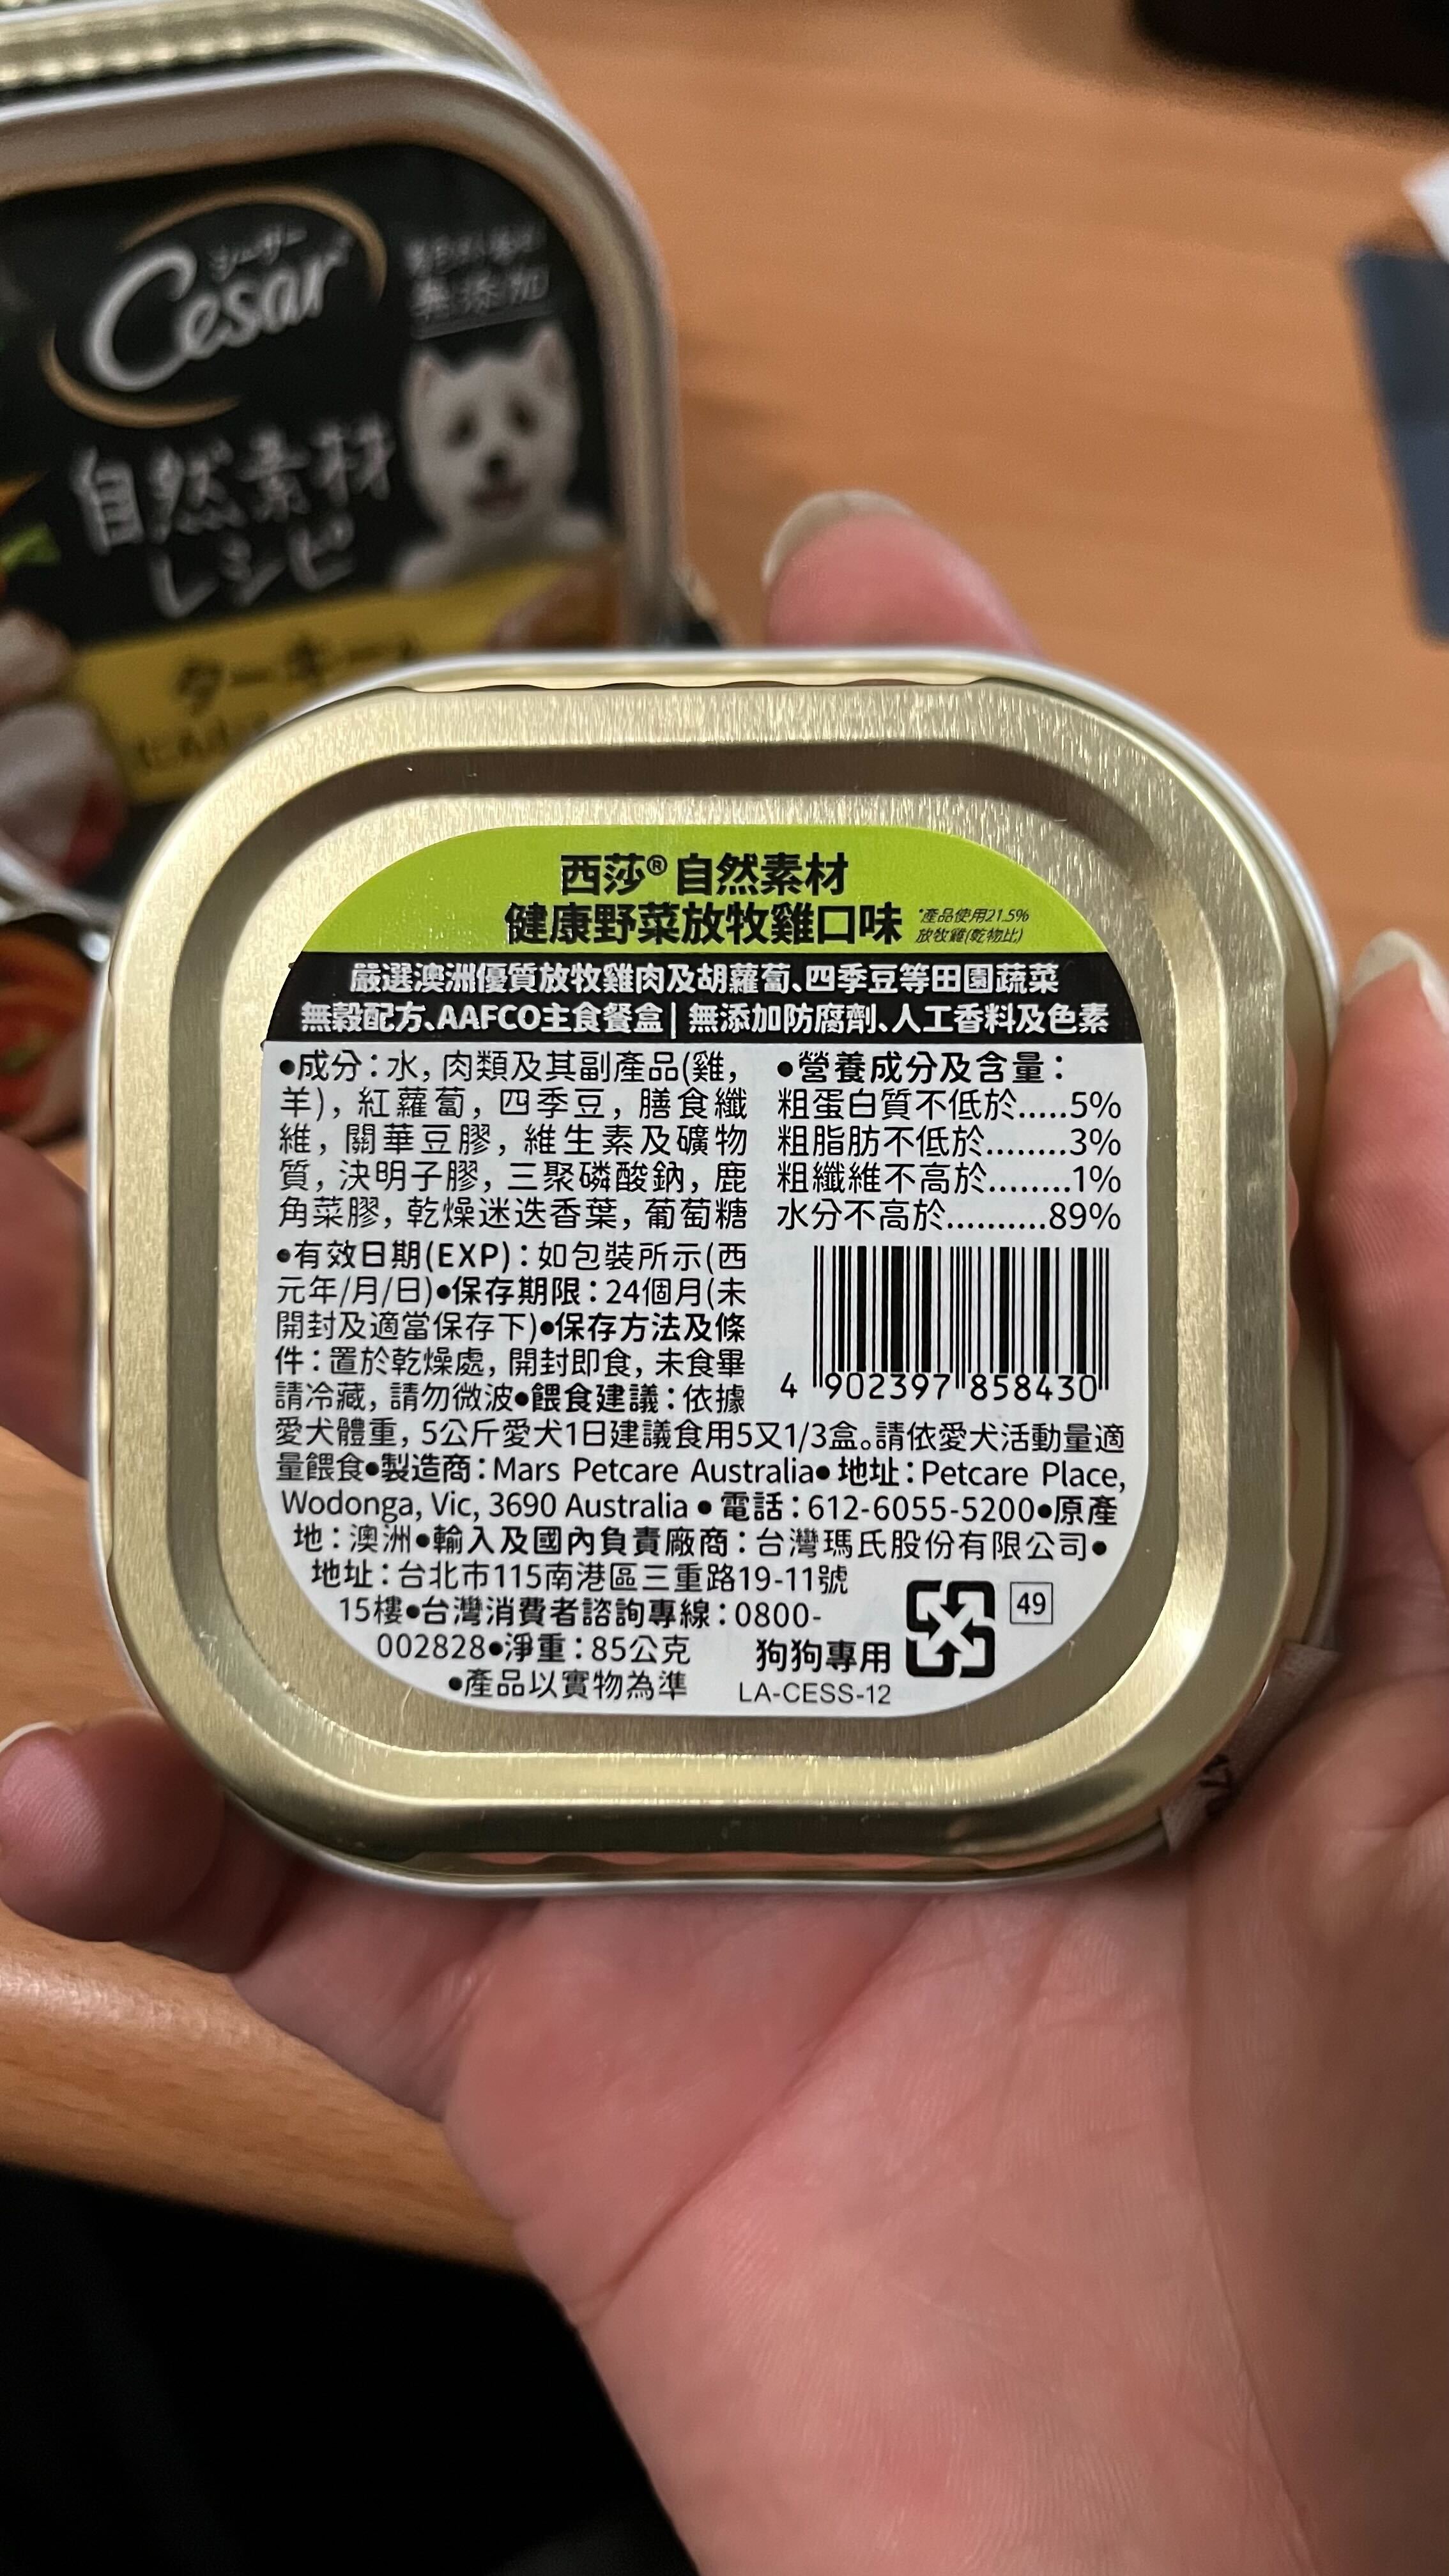 シーザー
Cesar
無添加
自然素材
レシピ
ターキー
西莎® 自然素材
健康野菜放牧雞口味 *產品使用21.5%
放牧雞(乾物比)
嚴選澳洲優質放牧雞肉及胡蘿蔔、四季豆等田園蔬菜
無穀配方、AAFCO主食餐盒| 無添加防腐劑、人工香料及色素
●成分：水, 肉類及其副產品(雞,
羊), 紅蘿蔔, 四季豆, 膳食纖
維, 關華豆膠, 維生素及礦物
質, 決明子膠, 三聚磷酸鈉, 鹿
角菜膠, 乾燥迷迭香葉, 葡萄糖
●營養成分及含量：
粗蛋白質不低於.....5%
粗脂肪不低於........3%
粗纖維不高於........1%
水分不高於..........89%
●有效日期(EXP)：如包裝所示(西
元年/月/日)●保存期限：24個月(未
開封及適當保存下)●保存方法及條
件：置於乾燥處, 開封即食, 未食畢
請冷藏, 請勿微波●餵食建議：依據
4 902397 858430
愛犬體重, 5公斤愛犬1日建議食用5又1/3盒。請依愛犬活動量適
量餵食●製造商：Mars Petcare Australia● 地址：Petcare Place,
Wodonga, Vic, 3690 Australia ● 電話：612-6055-5200●原產
地：澳洲●輸入及國內負責廠商：台灣瑪氏股份有限公司●
地址：台北市115南港區三重路19-11號
15樓●台灣消費者諮詢專線：0800-
002828●淨重：85公克
●產品以實物為準
狗狗專用
LA-CESS-12
49